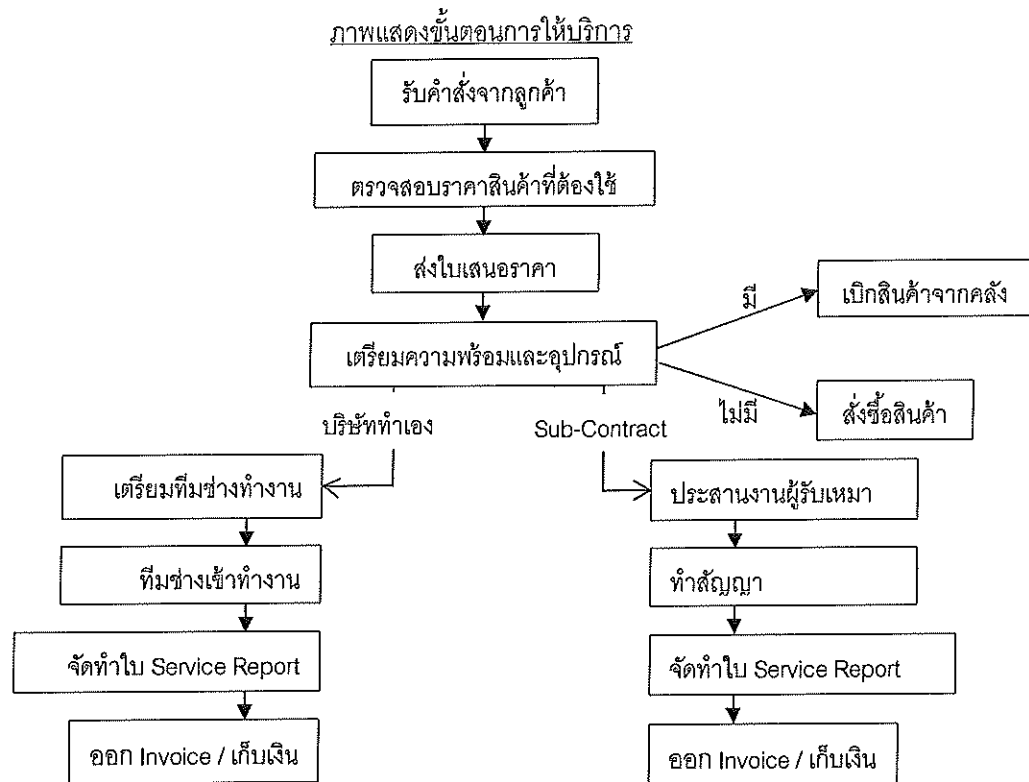 ภาพแสดงขั้นตอนการให้บริการ
รับคำสั่งจากลูกค้า
ตรวจสอบราคาสินค้าที่ต้องใช้
ส่งใบเสนอราคา
มี
เบิกสินค้าจากคลัง
เตรียมความพร้อมและอุปกรณ์
ไม่มี
สั่งซื้อสินค้า
บริษัททำเอง
Sub-Contract
เตรียมทีมช่างทำงาน
ประสานงานผู้รับเหมา
ทีมช่างเข้าทำงาน
ทำสัญญา
จัดทำใบ Service Report
จัดทำใบ Service Report
ออก Invoice / เก็บเงิน
ออก Invoice / เก็บเงิน